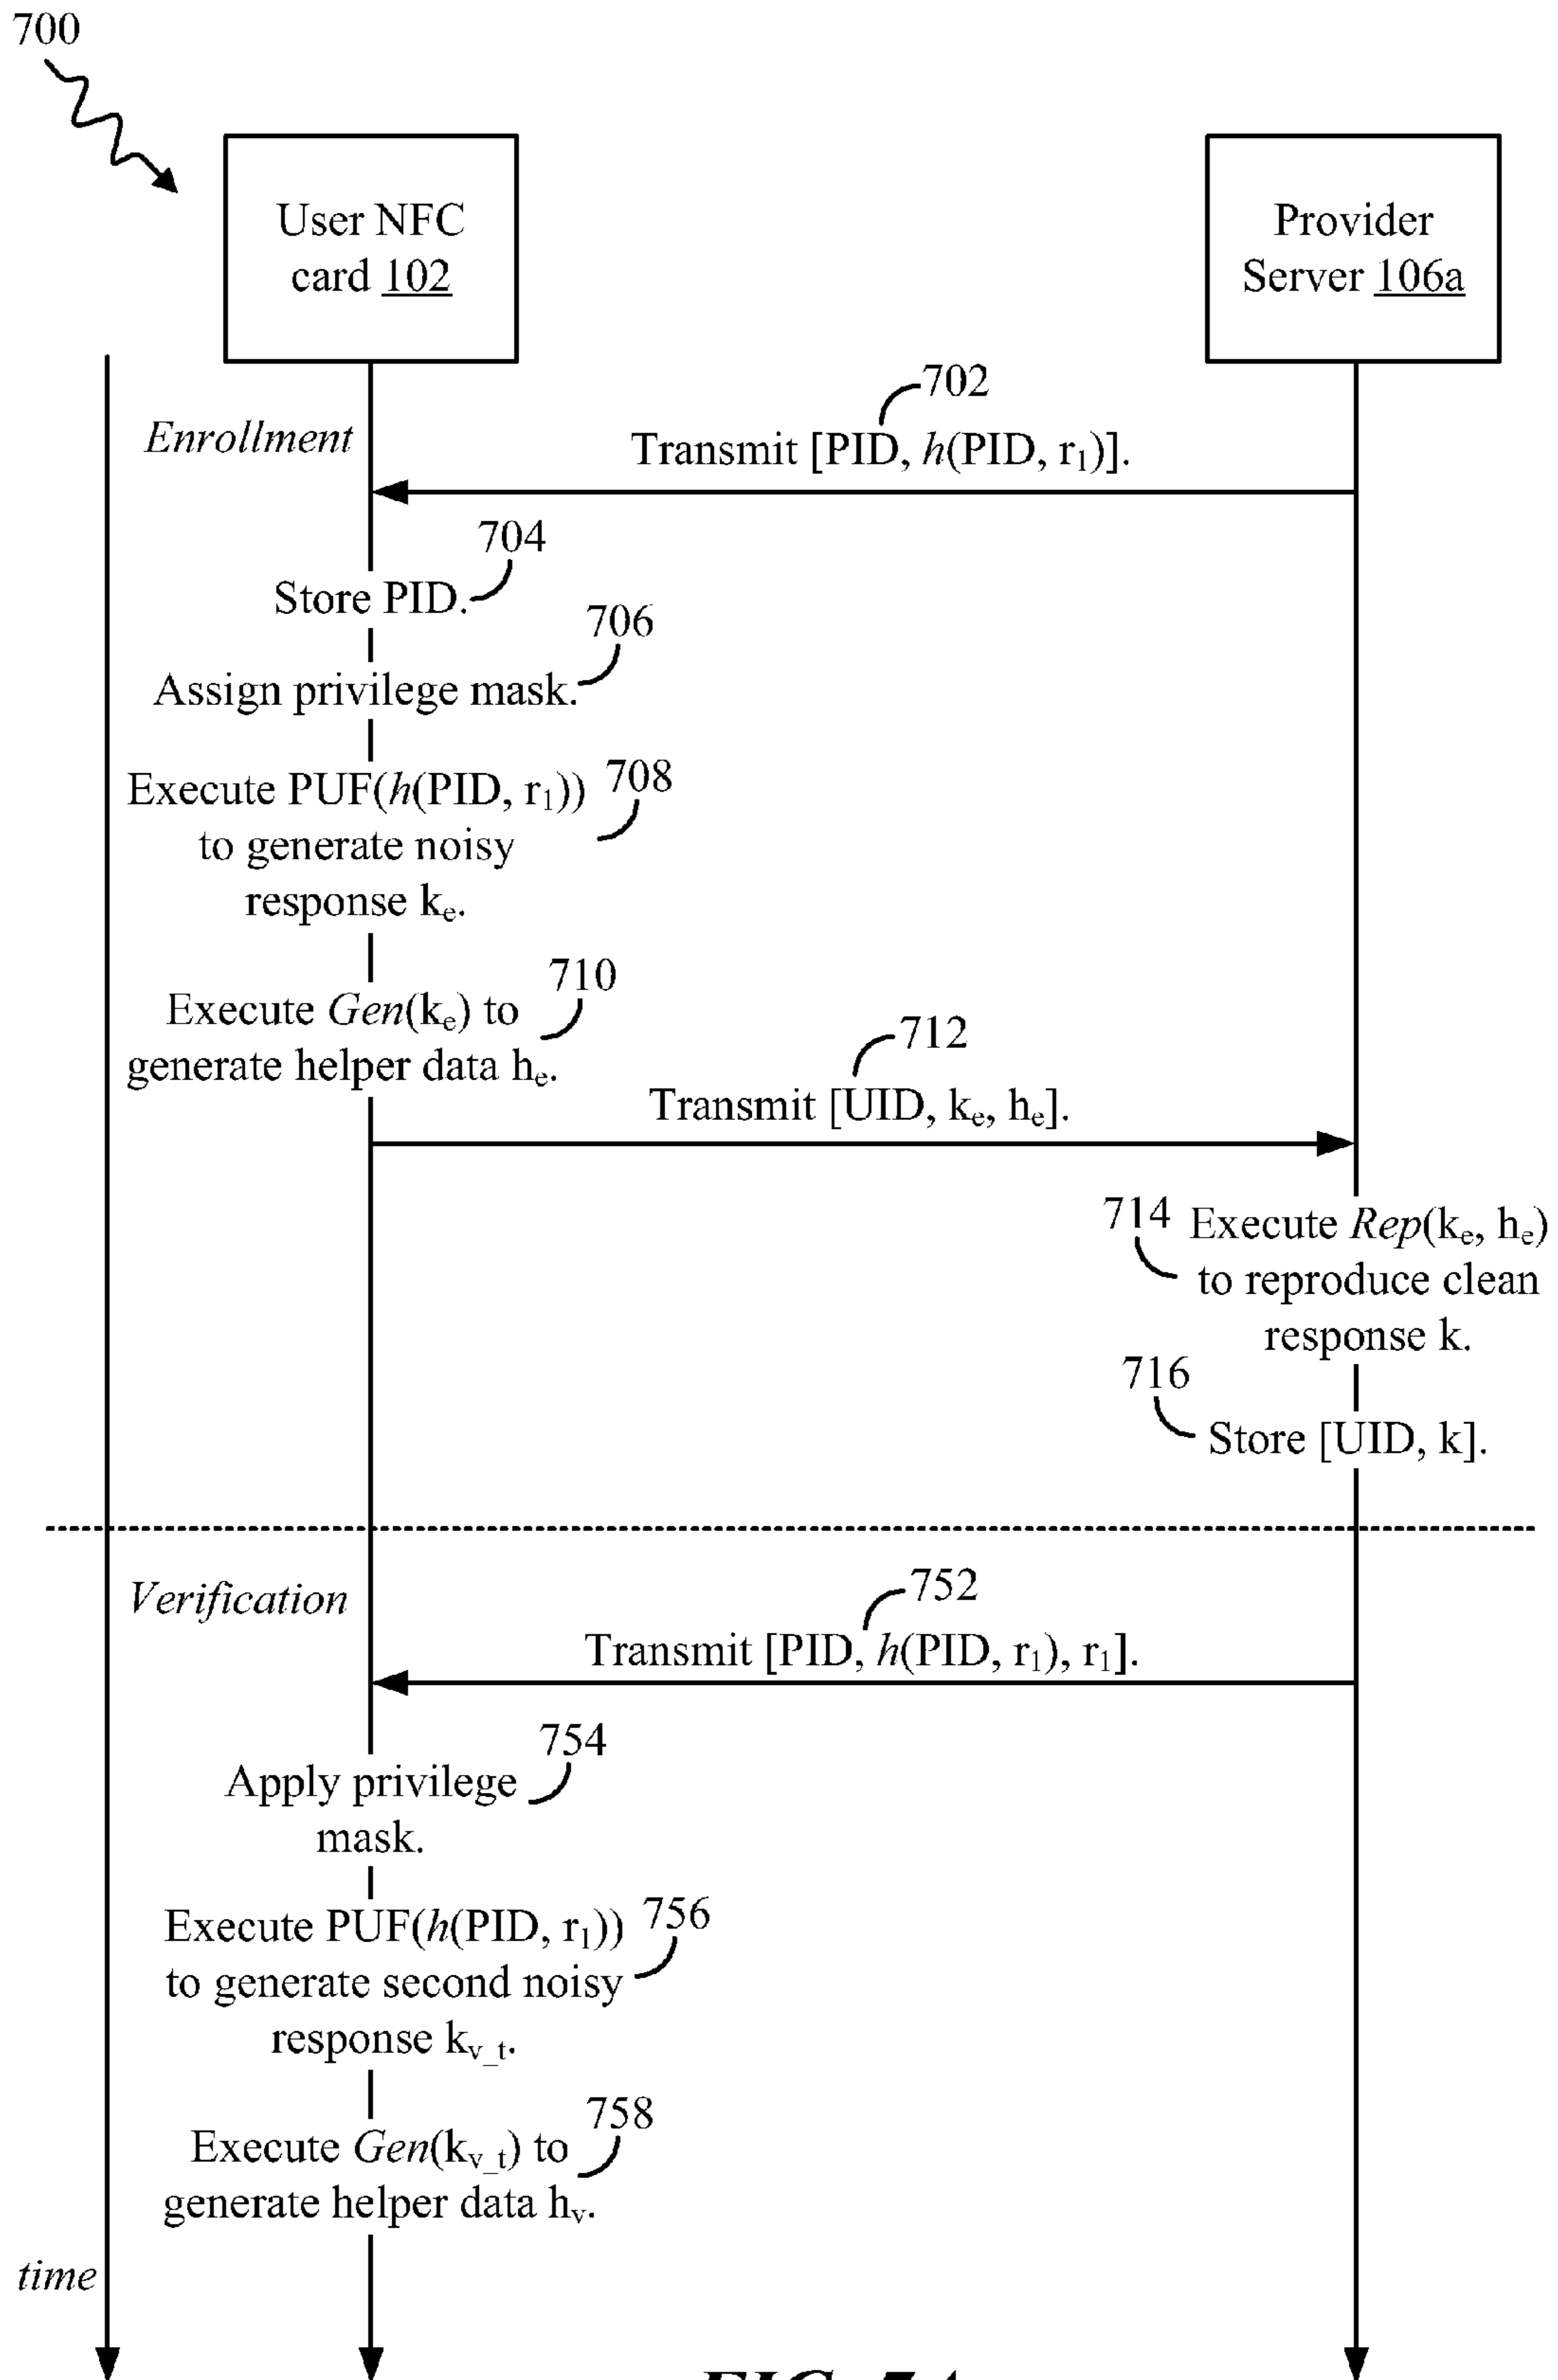 700
User NFC
card 102
Provider
Server 106a
702
Enrollment
Transmit [PID, h(PID, r₁)].
704
Store PID.
706
Assign privilege mask.
708
Execute PUF(h(PID, r₁))
to generate noisy
response kₑ.
710
Execute Gen(kₑ) to
generate helper data hₑ.
712
Transmit [UID, kₑ, hₑ].
714
Execute Rep(kₑ, hₑ)
to reproduce clean
response k.
716
Store [UID, k].
Verification
752
Transmit [PID, h(PID, r₁), r₁].
754
Apply privilege
mask.
756
Execute PUF(h(PID, r₁))
to generate second noisy
response k_v_t.
758
Execute Gen(k_v_t) to
generate helper data h_v.
time